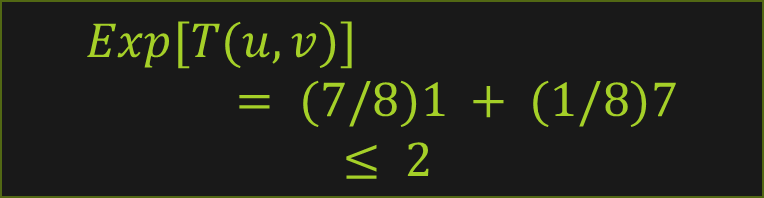 Exp[T(u,v)]
= (7/8)1 + (1/8)7
≤ 2